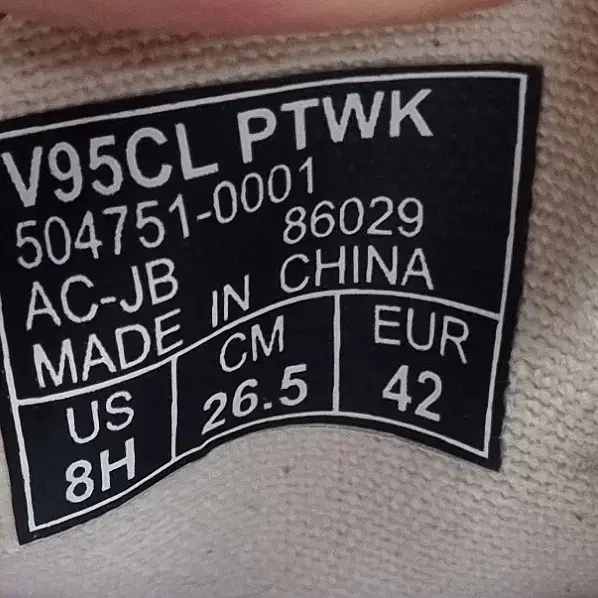 V95CL PTWK
504751-0001
AC-JB 86029
MADE IN CHINA
US CM EUR
8H 26.5 42